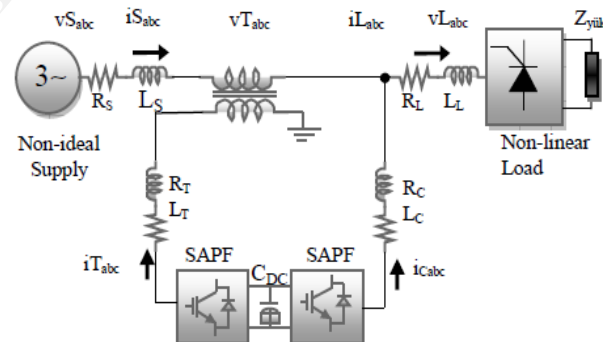 vSabc iSabc vTabc iLabc vLabc Zyük
3~
RS LS RL LL
Non-ideal
Supply
Non-linear
Load
RT
LT
RC
LC
iTabc
SAPF
CDC
SAPF
iCabc